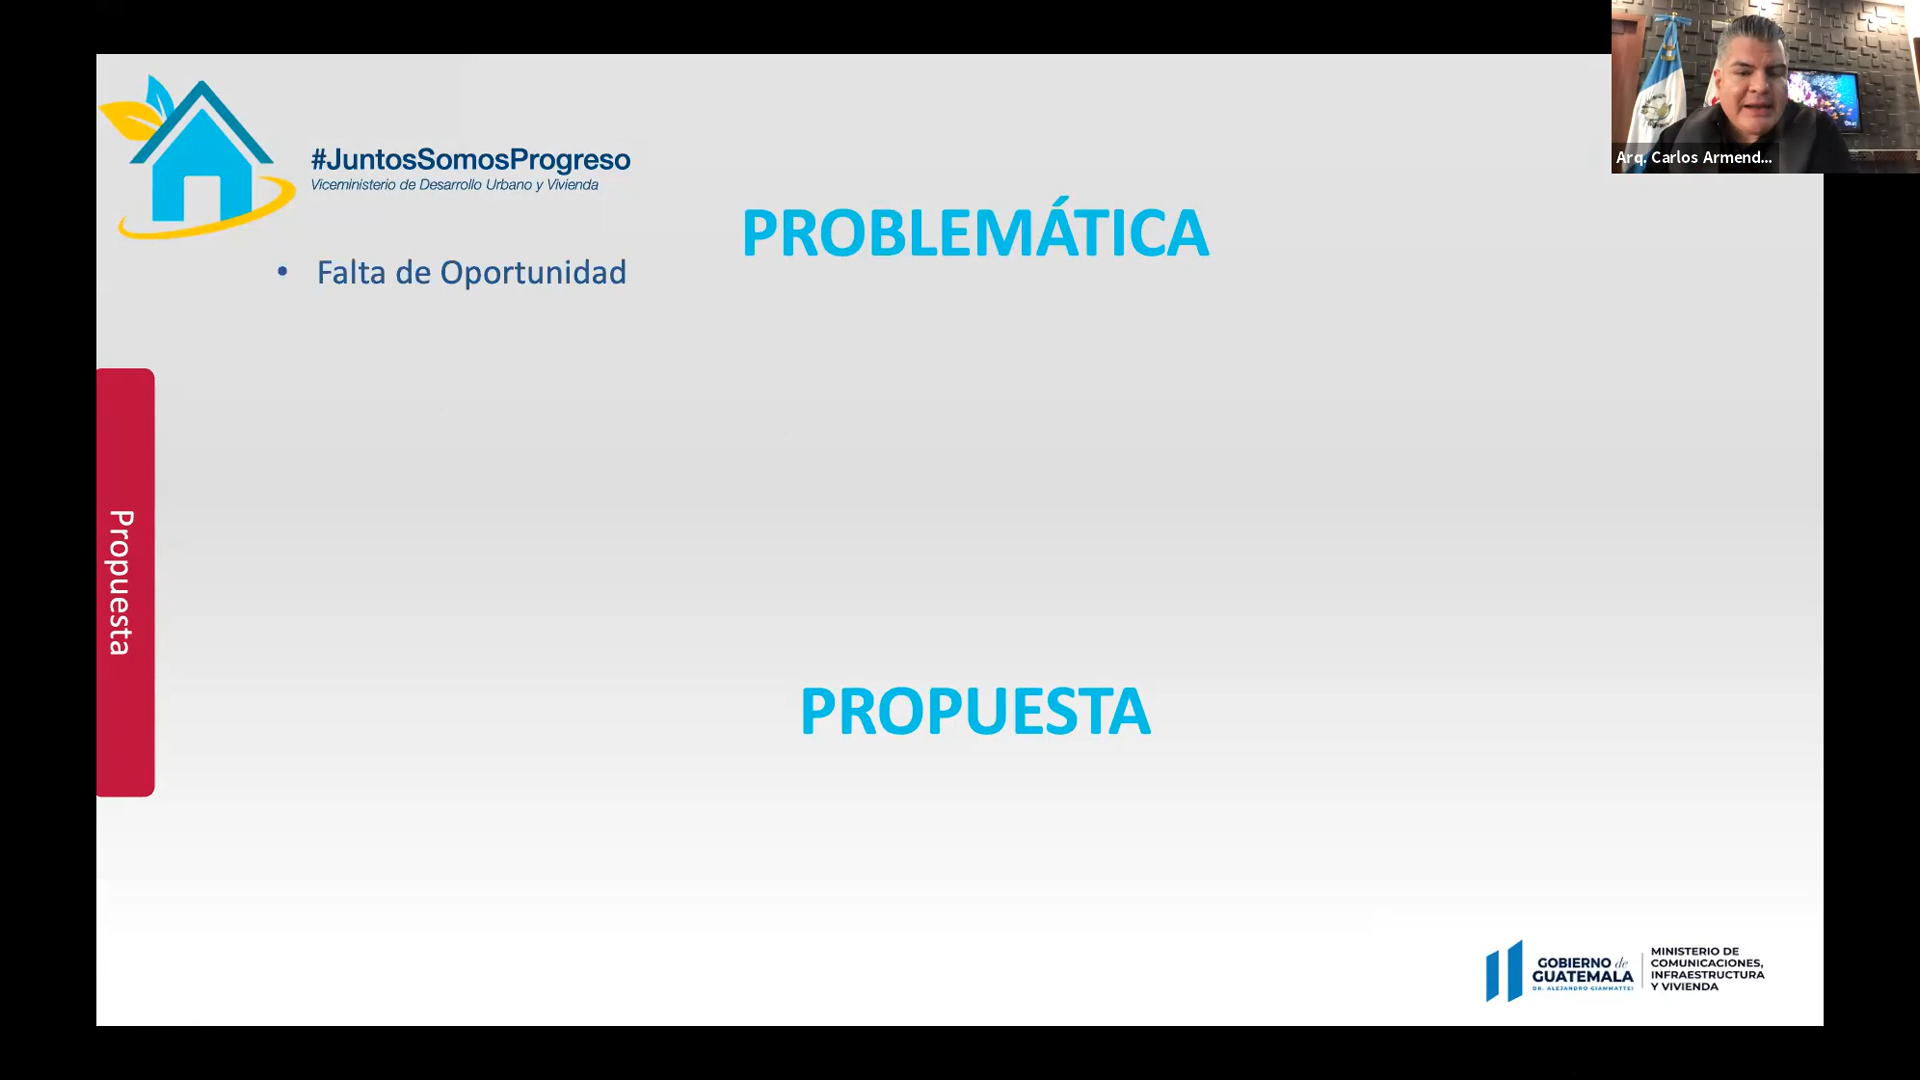 #JuntosSomosProgreso
Viceministerio de Desarrollo Urbano y Vivienda
PROBLEMÁTICA
• Falta de Oportunidad
Propuesta
PROPUESTA
GOBIERNO de
GUATEMALA
DR. ALEJANDRO GIAMMATTEI
MINISTERIO DE
COMUNICACIONES,
INFRAESTRUCTURA
Y VIVIENDA
Arq. Carlos Armend...